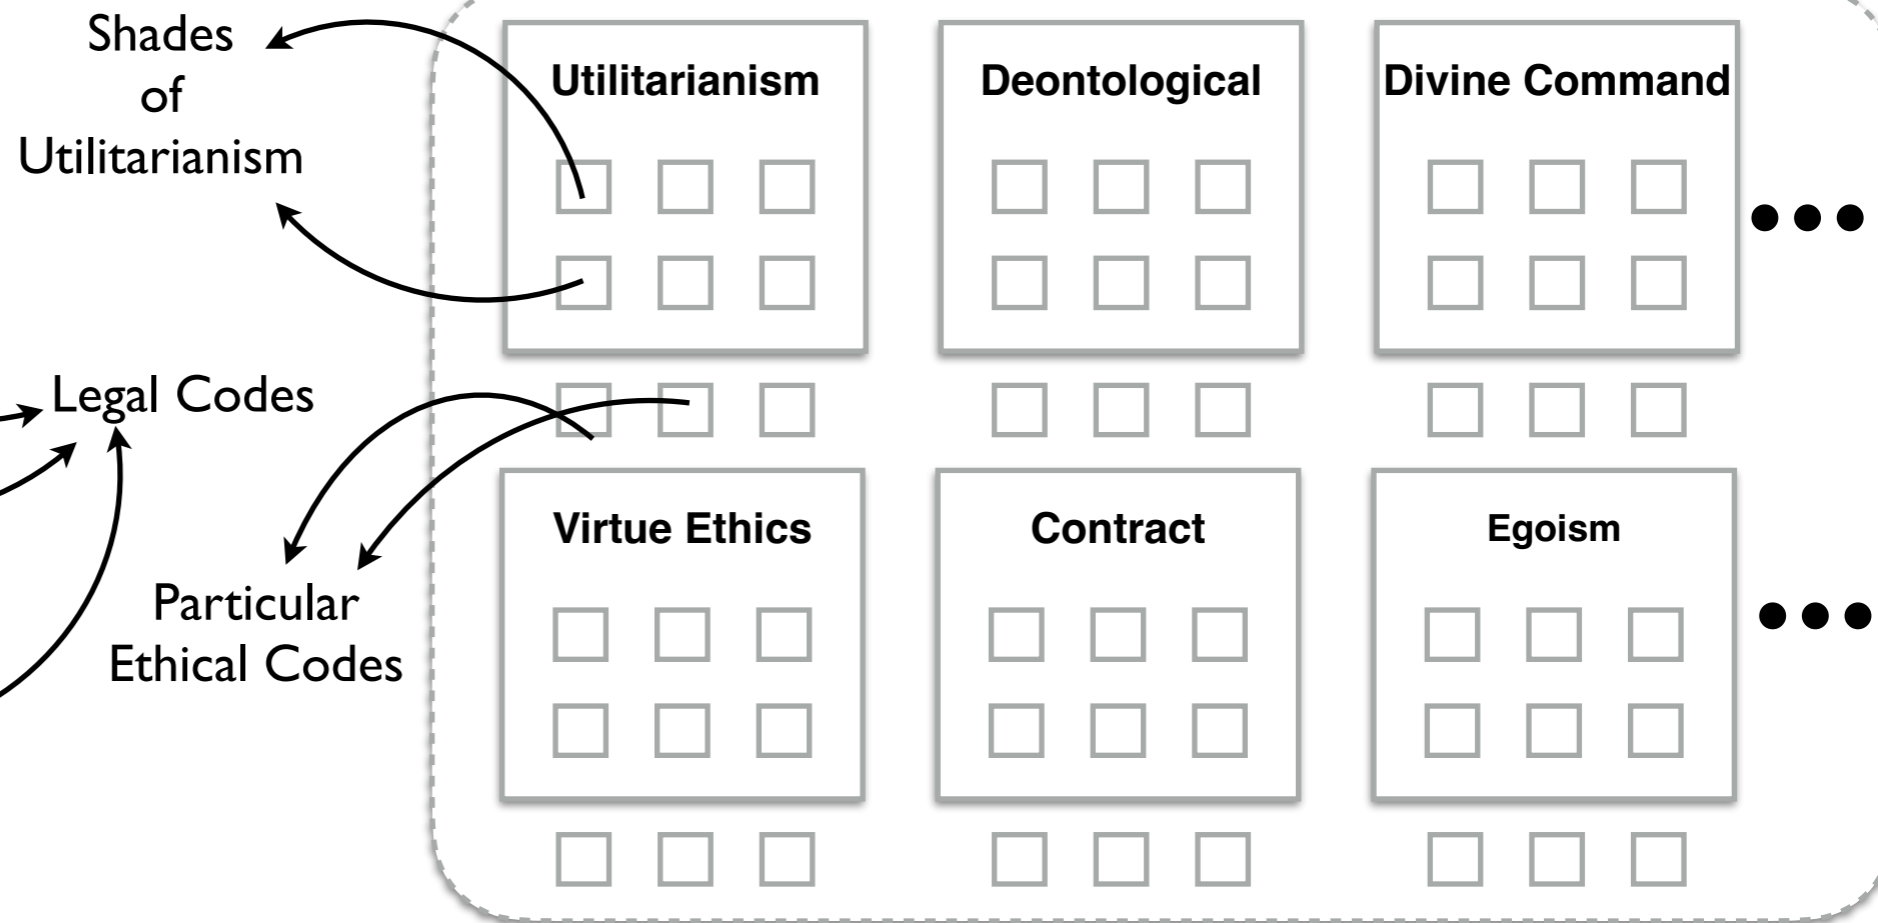 Shades
of
Utilitarianism
Utilitarianism
Deontological
Divine Command
Legal Codes
Particular
Ethical Codes
Virtue Ethics
Contract
Egoism